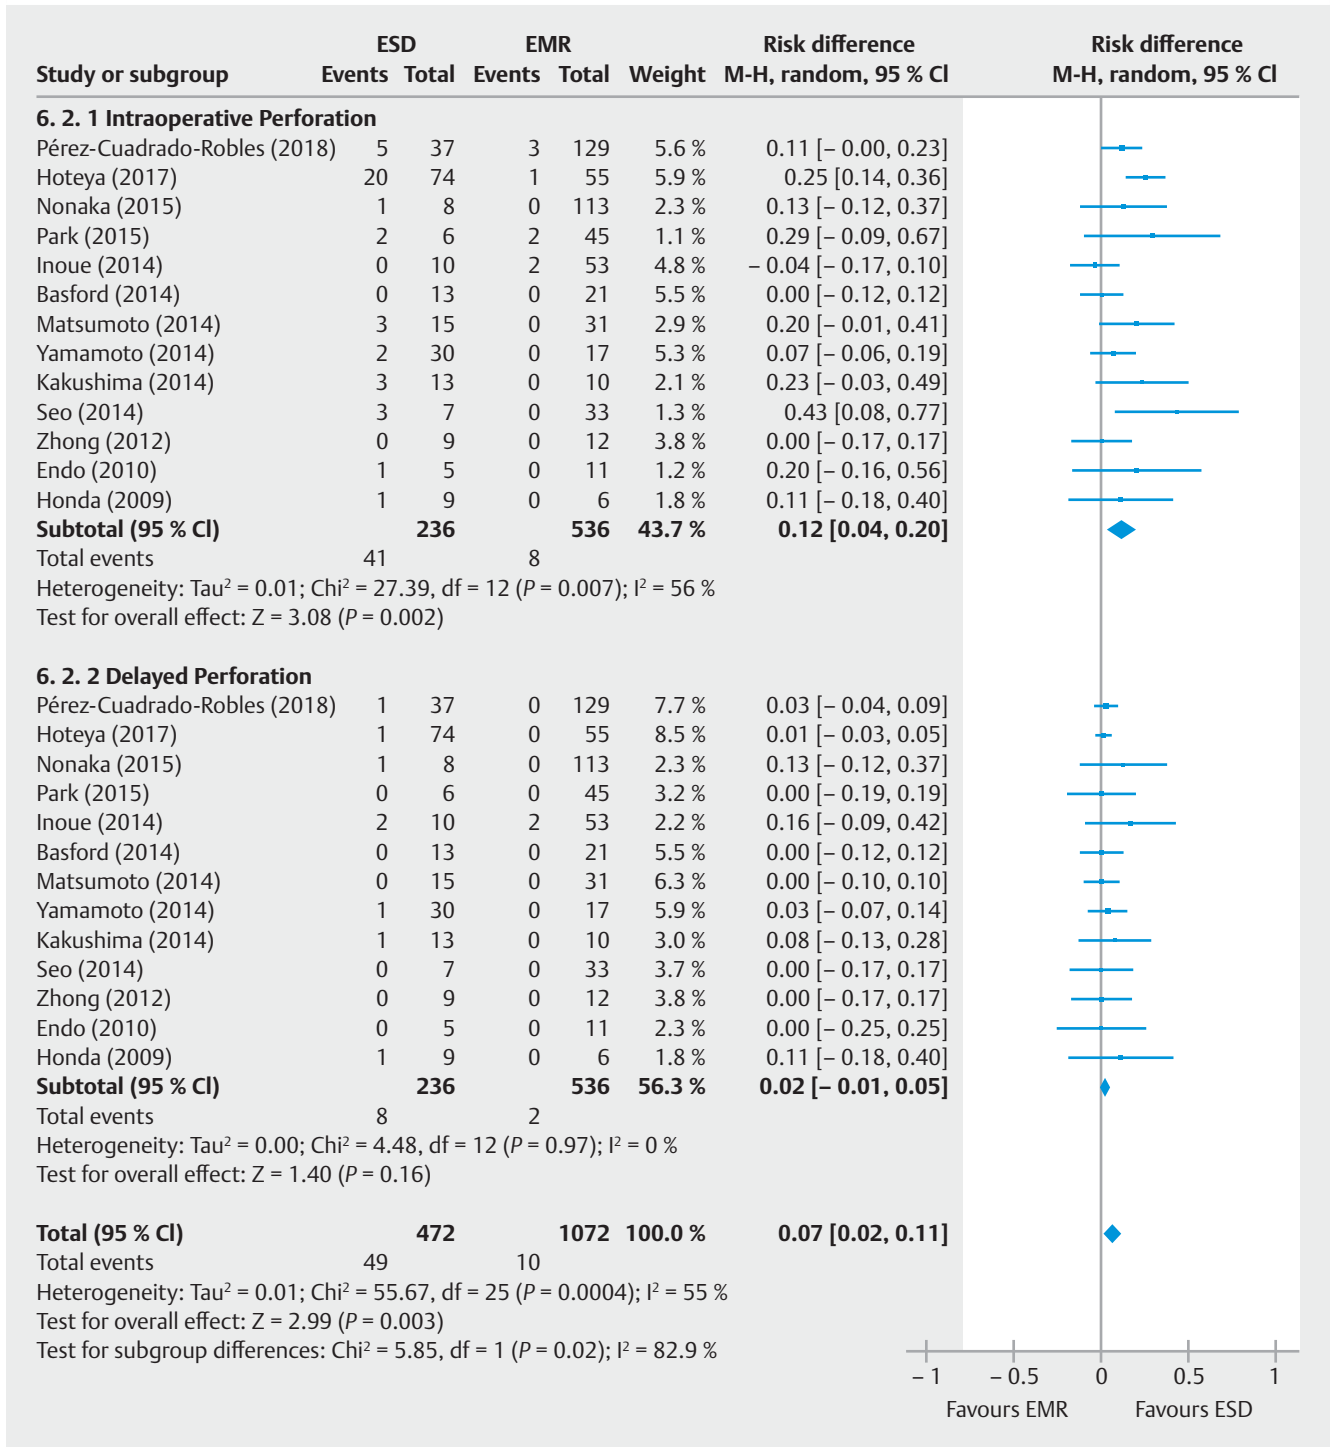 ESD EMR Risk difference Risk difference
Study or subgroup Events Total Events Total Weight M-H, random, 95 % Cl M-H, random, 95 % Cl
6. 2. 1 Intraoperative Perforation
Pérez-Cuadrado-Robles (2018) 5 37 3 129 5.6 % 0.11 [– 0.00, 0.23]
Hoteya (2017) 20 74 1 55 5.9 % 0.25 [0.14, 0.36]
Nonaka (2015) 1 8 0 113 2.3 % 0.13 [– 0.12, 0.37]
Park (2015) 2 6 2 45 1.1 % 0.29 [– 0.09, 0.67]
Inoue (2014) 0 10 2 53 4.8 % – 0.04 [– 0.17, 0.10]
Basford (2014) 0 13 0 21 5.5 % 0.00 [– 0.12, 0.12]
Matsumoto (2014) 3 15 0 31 2.9 % 0.20 [– 0.01, 0.41]
Yamamoto (2014) 2 30 0 17 5.3 % 0.07 [– 0.06, 0.19]
Kakushima (2014) 3 13 0 10 2.1 % 0.23 [– 0.03, 0.49]
Seo (2014) 3 7 0 33 1.3 % 0.43 [0.08, 0.77]
Zhong (2012) 0 9 0 12 3.8 % 0.00 [– 0.17, 0.17]
Endo (2010) 1 5 0 11 1.2 % 0.20 [– 0.16, 0.56]
Honda (2009) 1 9 0 6 1.8 % 0.11 [– 0.18, 0.40]
Subtotal (95 % Cl) 236 536 43.7 % 0.12 [0.04, 0.20]
Total events 41 8
Heterogeneity: Tau² = 0.01; Chi² = 27.39, df = 12 (P = 0.007); I² = 56 %
Test for overall effect: Z = 3.08 (P = 0.002)
6. 2. 2 Delayed Perforation
Pérez-Cuadrado-Robles (2018) 1 37 0 129 7.7 % 0.03 [– 0.04, 0.09]
Hoteya (2017) 1 74 0 55 8.5 % 0.01 [– 0.03, 0.05]
Nonaka (2015) 1 8 0 113 2.3 % 0.13 [– 0.12, 0.37]
Park (2015) 0 6 0 45 3.2 % 0.00 [– 0.19, 0.19]
Inoue (2014) 2 10 2 53 2.2 % 0.16 [– 0.09, 0.42]
Basford (2014) 0 13 0 21 5.5 % 0.00 [– 0.12, 0.12]
Matsumoto (2014) 0 15 0 31 6.3 % 0.00 [– 0.10, 0.10]
Yamamoto (2014) 1 30 0 17 5.9 % 0.03 [– 0.07, 0.14]
Kakushima (2014) 1 13 0 10 3.0 % 0.08 [– 0.13, 0.28]
Seo (2014) 0 7 0 33 3.7 % 0.00 [– 0.17, 0.17]
Zhong (2012) 0 9 0 12 3.8 % 0.00 [– 0.17, 0.17]
Endo (2010) 0 5 0 11 2.3 % 0.00 [– 0.25, 0.25]
Honda (2009) 1 9 0 6 1.8 % 0.11 [– 0.18, 0.40]
Subtotal (95 % Cl) 236 536 56.3 % 0.02 [– 0.01, 0.05]
Total events 8 2
Heterogeneity: Tau² = 0.00; Chi² = 4.48, df = 12 (P = 0.97); I² = 0 %
Test for overall effect: Z = 1.40 (P = 0.16)
Total (95 % Cl) 472 1072 100.0 % 0.07 [0.02, 0.11]
Total events 49 10
Heterogeneity: Tau² = 0.01; Chi² = 55.67, df = 25 (P = 0.0004); I² = 55 %
Test for overall effect: Z = 2.99 (P = 0.003)
Test for subgroup differences: Chi² = 5.85, df = 1 (P = 0.02); I² = 82.9 %
– 1 – 0.5 0 0.5 1
Favours EMR Favours ESD